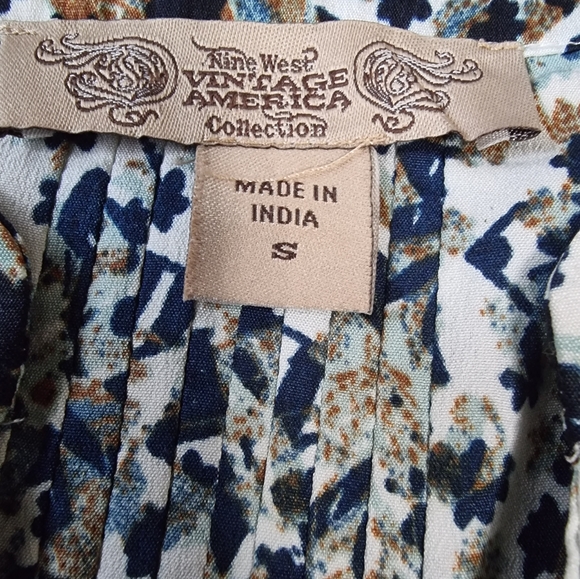 Nine West
VINTAGE
AMERICA
Collection
MADE IN
INDIA
S